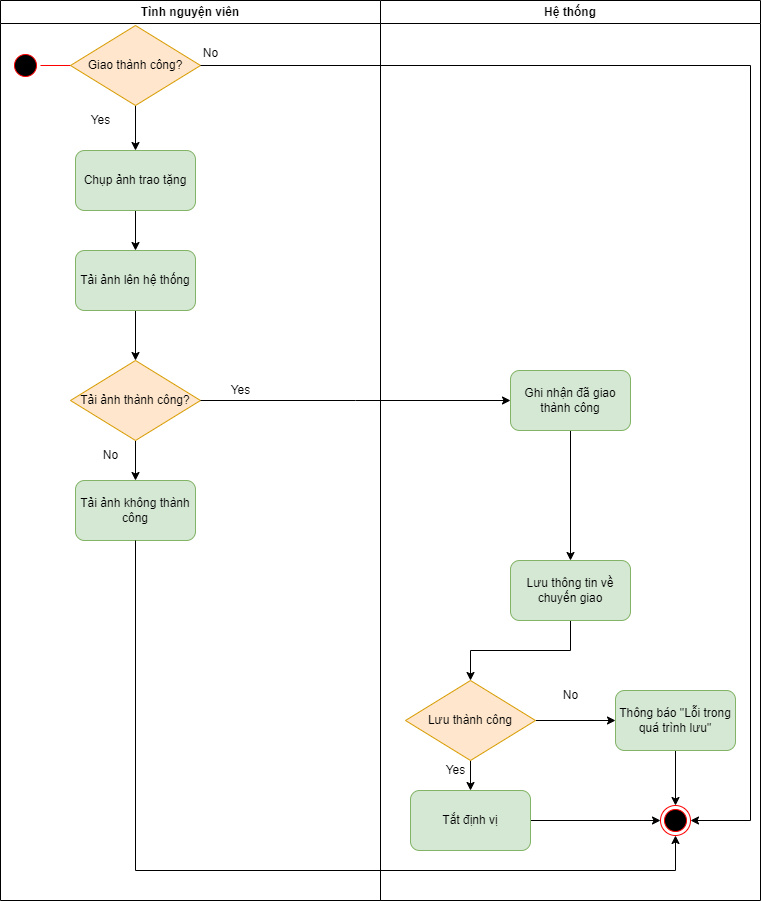 Tình nguyện viên
Hệ thống
Giao thành công?
No
Yes
Chụp ảnh trao tặng
Tải ảnh lên hệ thống
Tải ảnh thành công?
Yes
Ghi nhận đã giao
thành công
No
Tải ảnh không thành
công
Lưu thông tin về
chuyến giao
Lưu thành công
No
Thông báo "Lỗi trong
quá trình lưu"
Yes
Tắt định vị